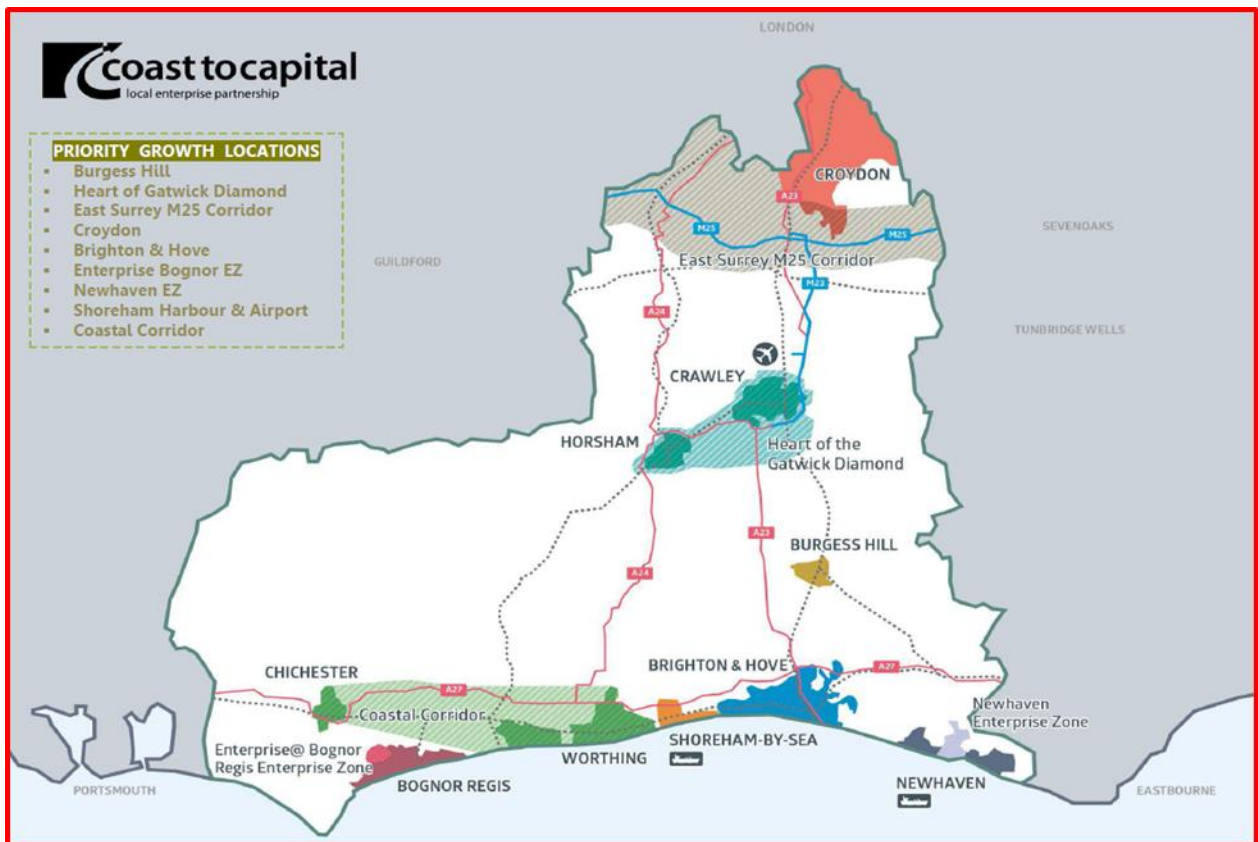 LONDON
coast to capital
local enterprise partnership
PRIORITY GROWTH LOCATIONS
▪ Burgess Hill
▪ Heart of Gatwick Diamond
▪ East Surrey M25 Corridor
▪ Croydon
▪ Brighton & Hove
▪ Enterprise Bognor EZ
▪ Newhaven EZ
▪ Shoreham Harbour & Airport
▪ Coastal Corridor
CROYDON
A23
M25
M25
SEVENOAKS
GUILDFORD
East Surrey M25 Corridor
M23
A24
TUNBRIDGE WELLS
CRAWLEY
HORSHAM
Heart of the
Gatwick Diamond
A23
BURGESS HILL
A24
CHICHESTER
BRIGHTON & HOVE
A27
A27
Coastal Corridor
Newhaven
Enterprise Zone
Enterprise@ Bognor
Regis Enterprise Zone
WORTHING
SHOREHAM-BY-SEA
BOGNOR REGIS
NEWHAVEN
PORTSMOUTH
EASTBOURNE